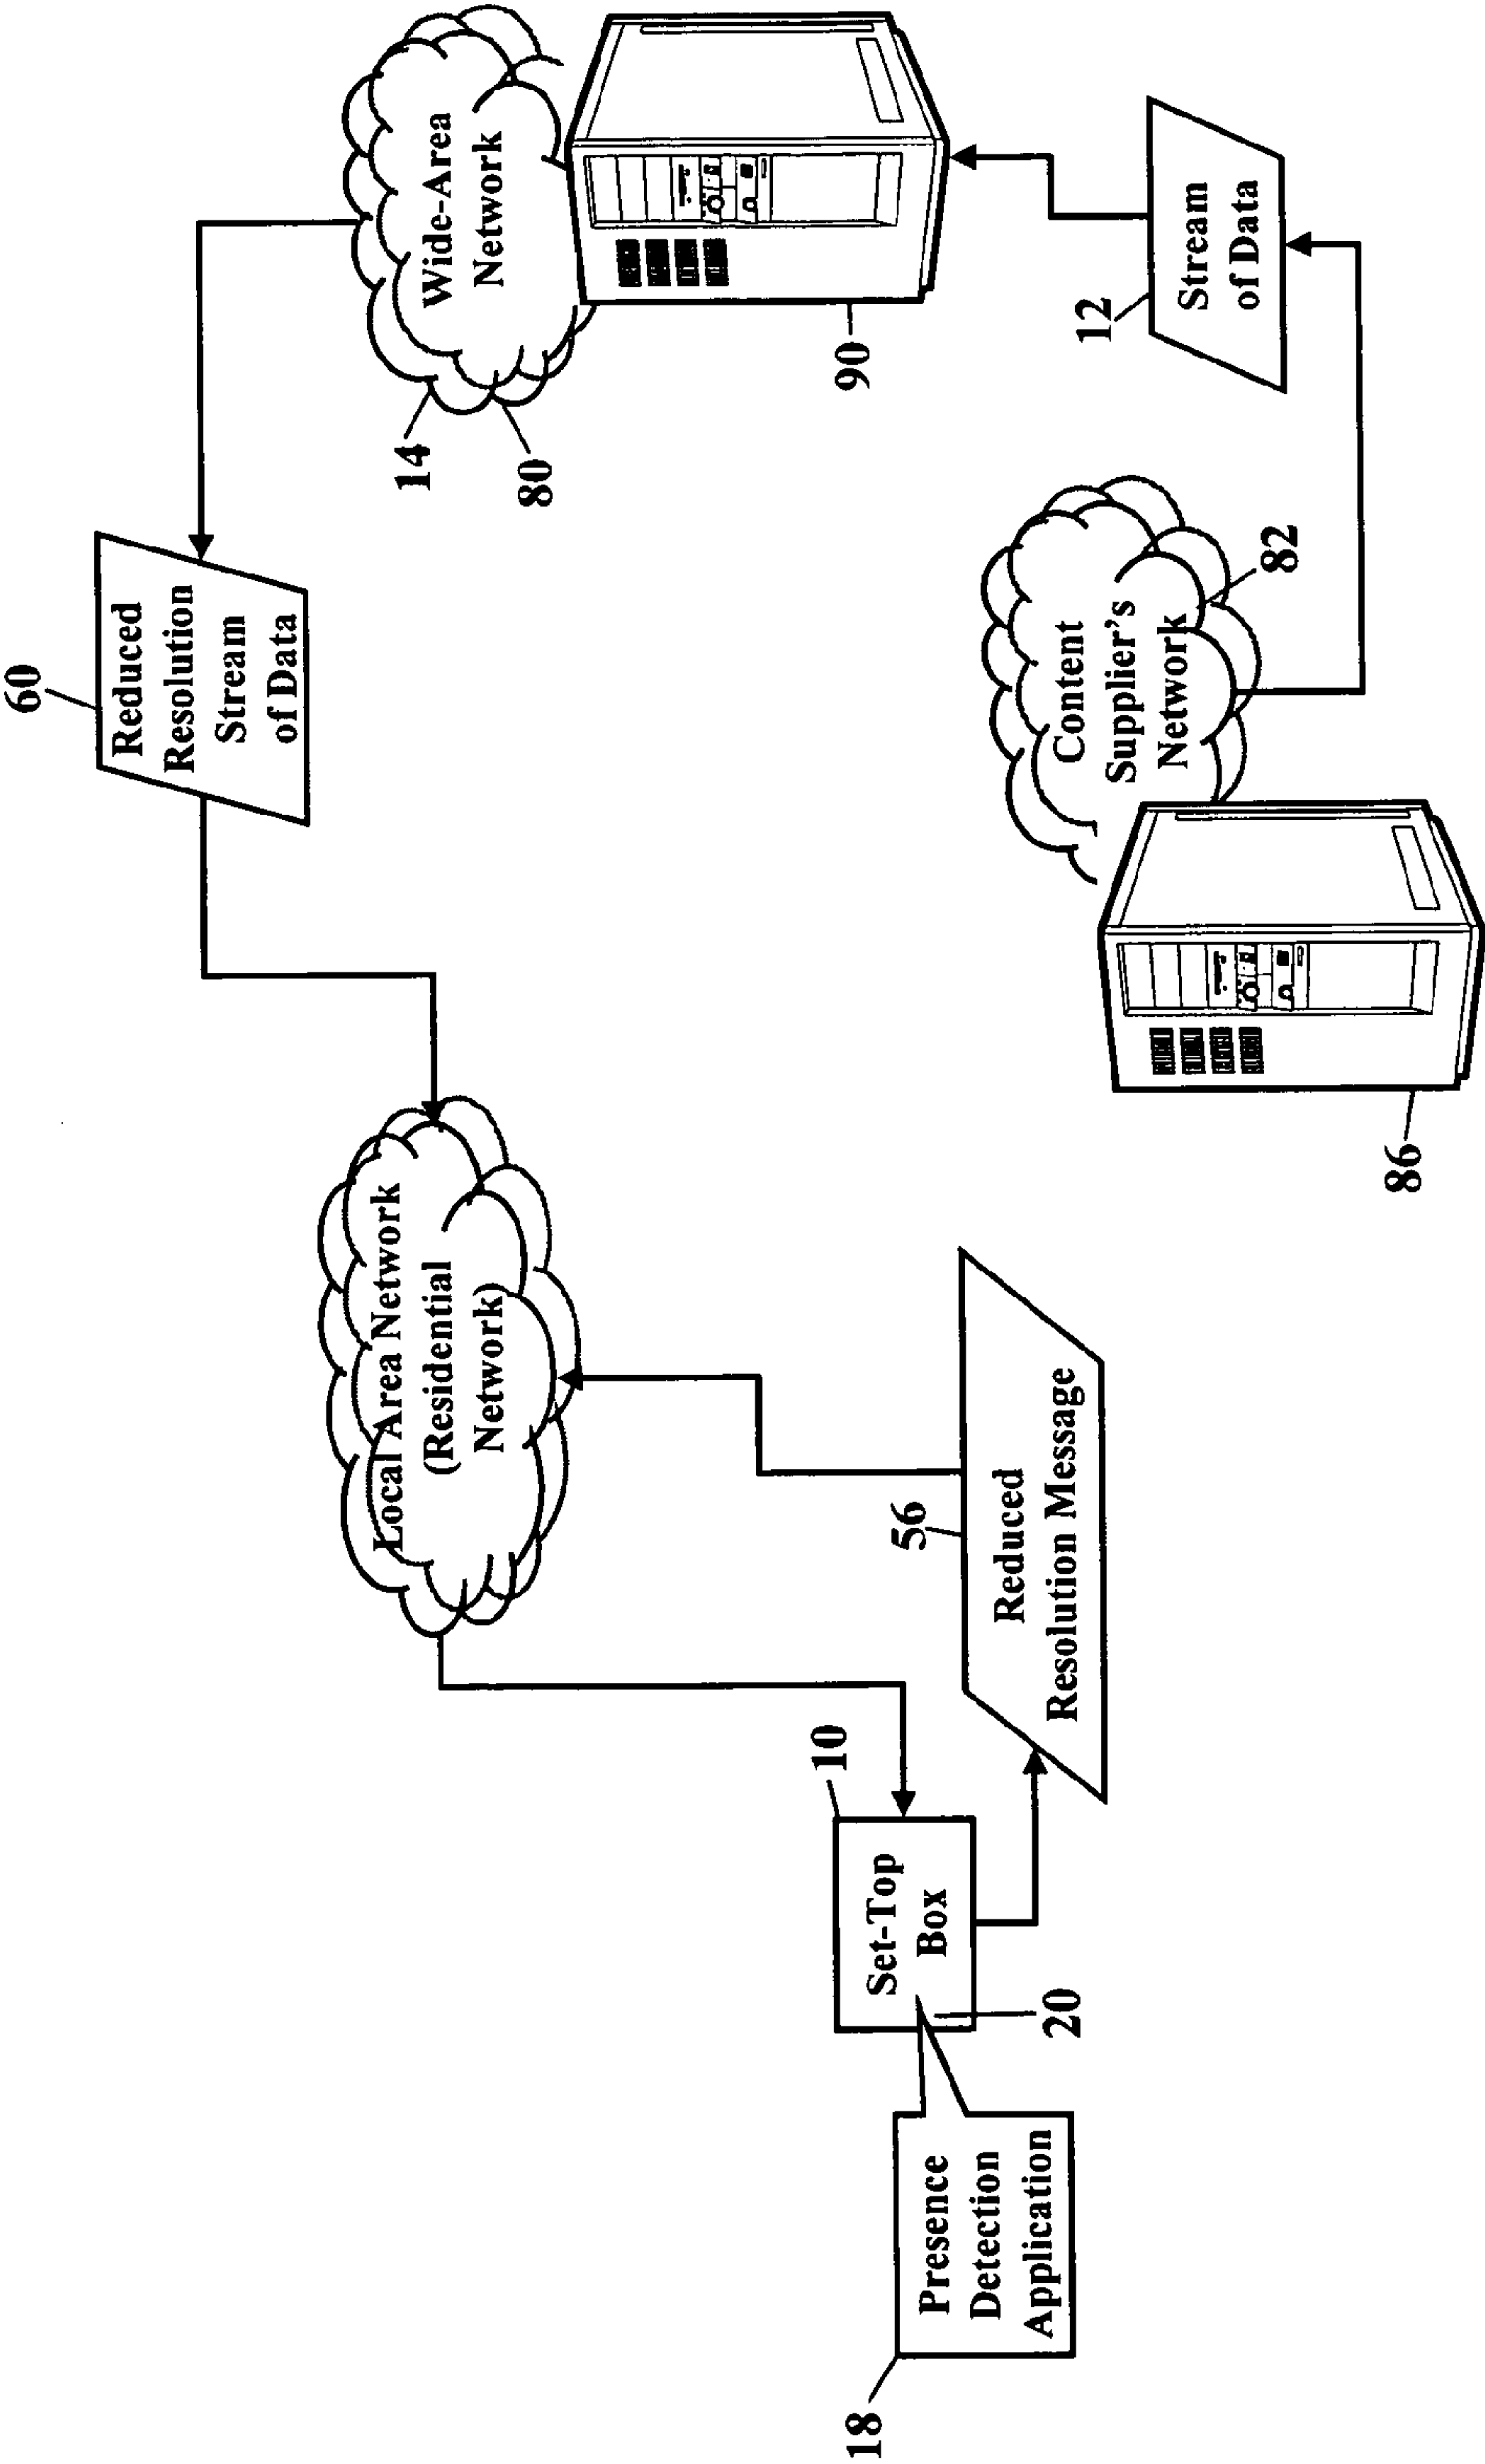 60
Reduced
Resolution
Stream
of Data
Local Area Network
(Residential
Network)
14
80
Wide-Area
Network
10
Set-Top
Box
20
18
Presence
Detection
Application
56
Reduced
Resolution Message
90
12
Stream
of Data
Content
Supplier's
Network
82
86